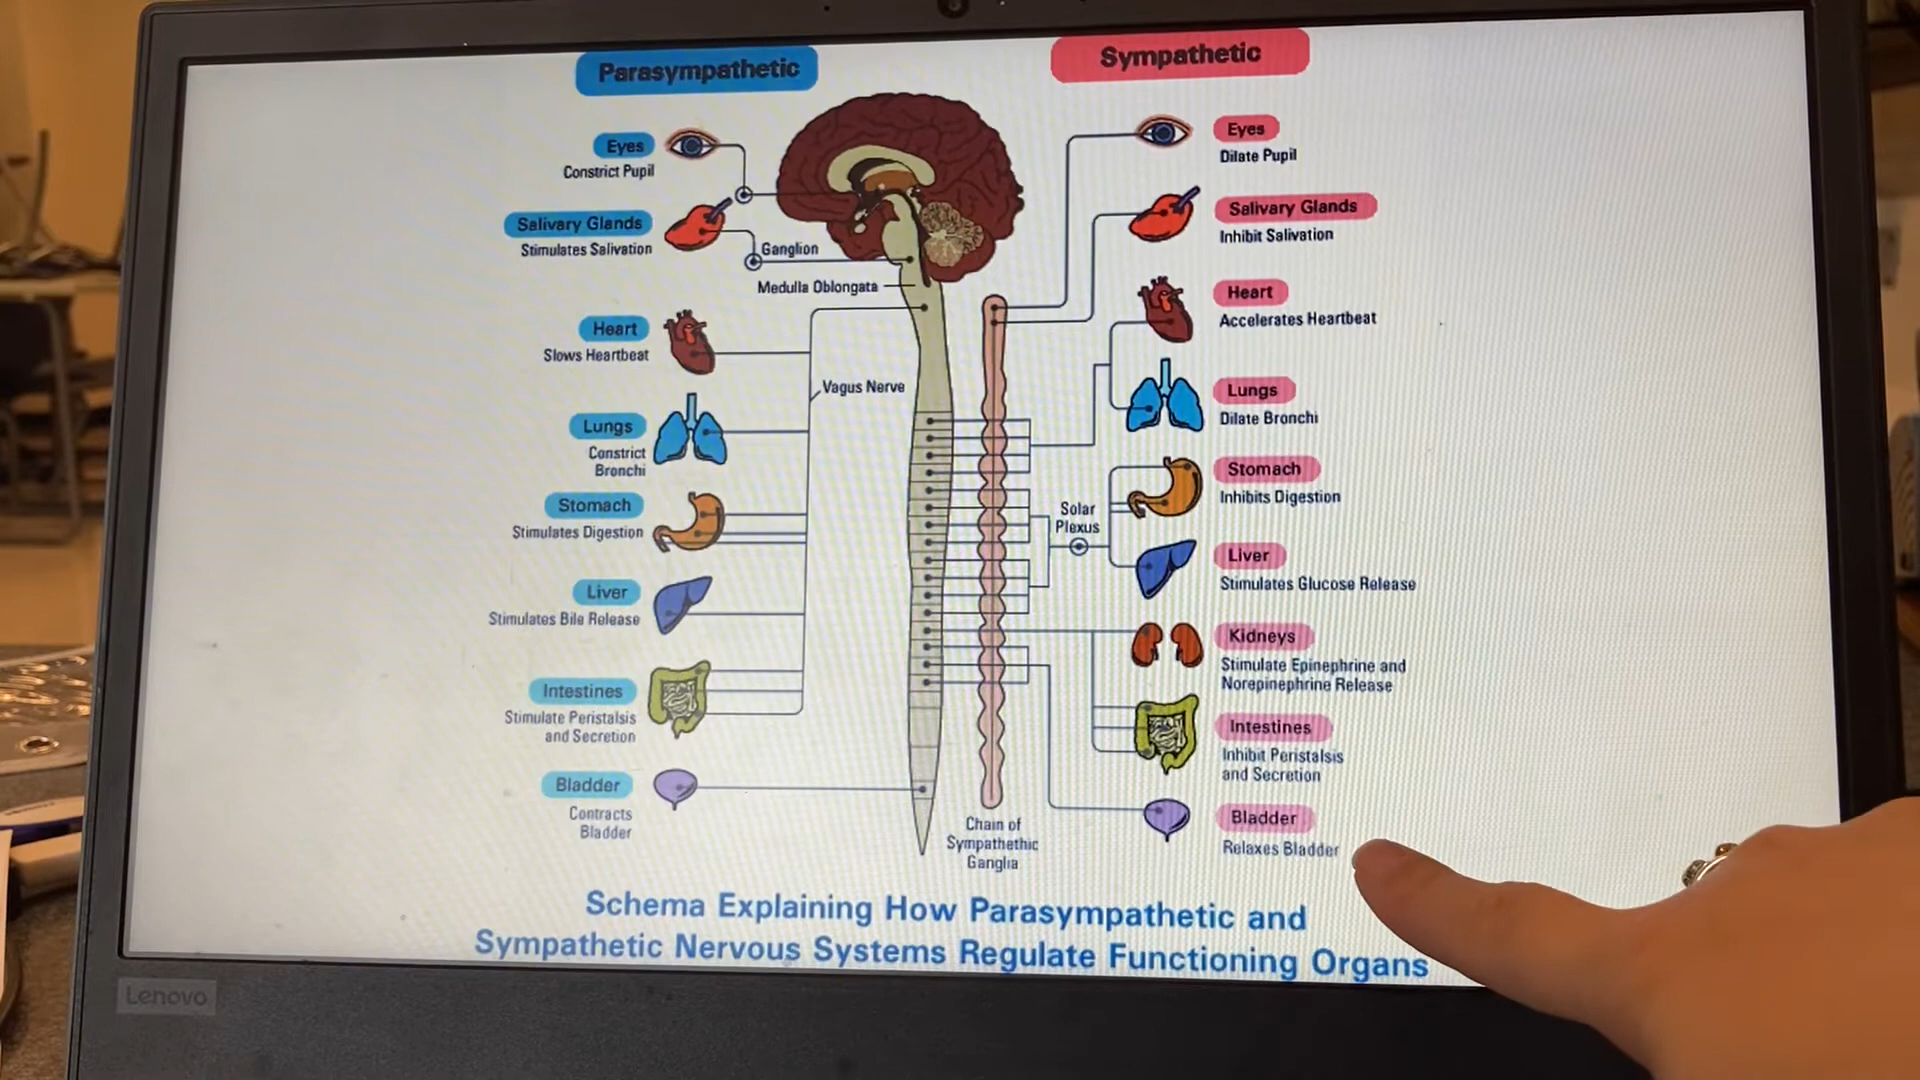 Parasympathetic
Sympathetic
Eyes
Constrict Pupil
Salivary Glands
Stimulates Salivation
Ganglion
Medulla Oblongata
Heart
Slows Heartbeat
Vagus Nerve
Lungs
Constrict
Bronchi
Stomach
Stimulates Digestion
Liver
Stimulates Bile Release
Intestines
Stimulate Peristalsis
and Secretion
Bladder
Contracts
Bladder
Chain of
Sympathethic
Ganglia
Solar
Plexus
Eyes
Dilate Pupil
Salivary Glands
Inhibit Salivation
Heart
Accelerates Heartbeat
Lungs
Dilate Bronchi
Stomach
Inhibits Digestion
Liver
Stimulates Glucose Release
Kidneys
Stimulate Epinephrine and
Norepinephrine Release
Intestines
Inhibit Peristalsis
and Secretion
Bladder
Relaxes Bladder
Schema Explaining How Parasympathetic and
Sympathetic Nervous Systems Regulate Functioning Organs
Lenovo